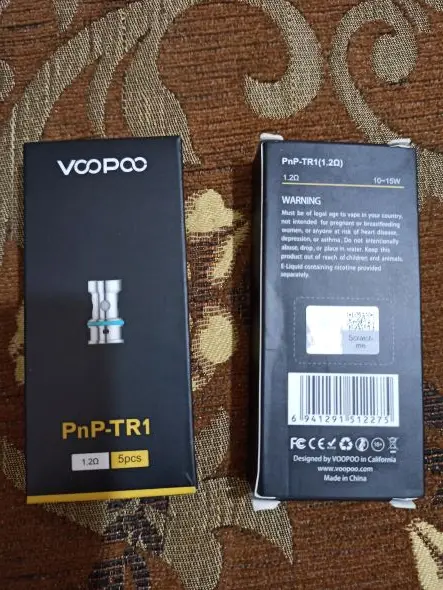 VOOPOO
PnP-TR1
1.2Ω 5pcs
PnP-TR1(1.2Ω)
1.2Ω 10~15W
WARNING
Must be of legal age to vape in your country,
not intended for pregnant or breastfeeding
women, or anyone at risk of heart disease,
depression, or asthma. Do not intentionally
abuse, drop, or place in water. Keep this
product out of reach of children and animals.
E-Liquid containing nicotine provided
separately.
Scratch
me
6 941291 512275
FC CE 18+
Designed by VOOPOO in California
www.voopoo.com
Made in China